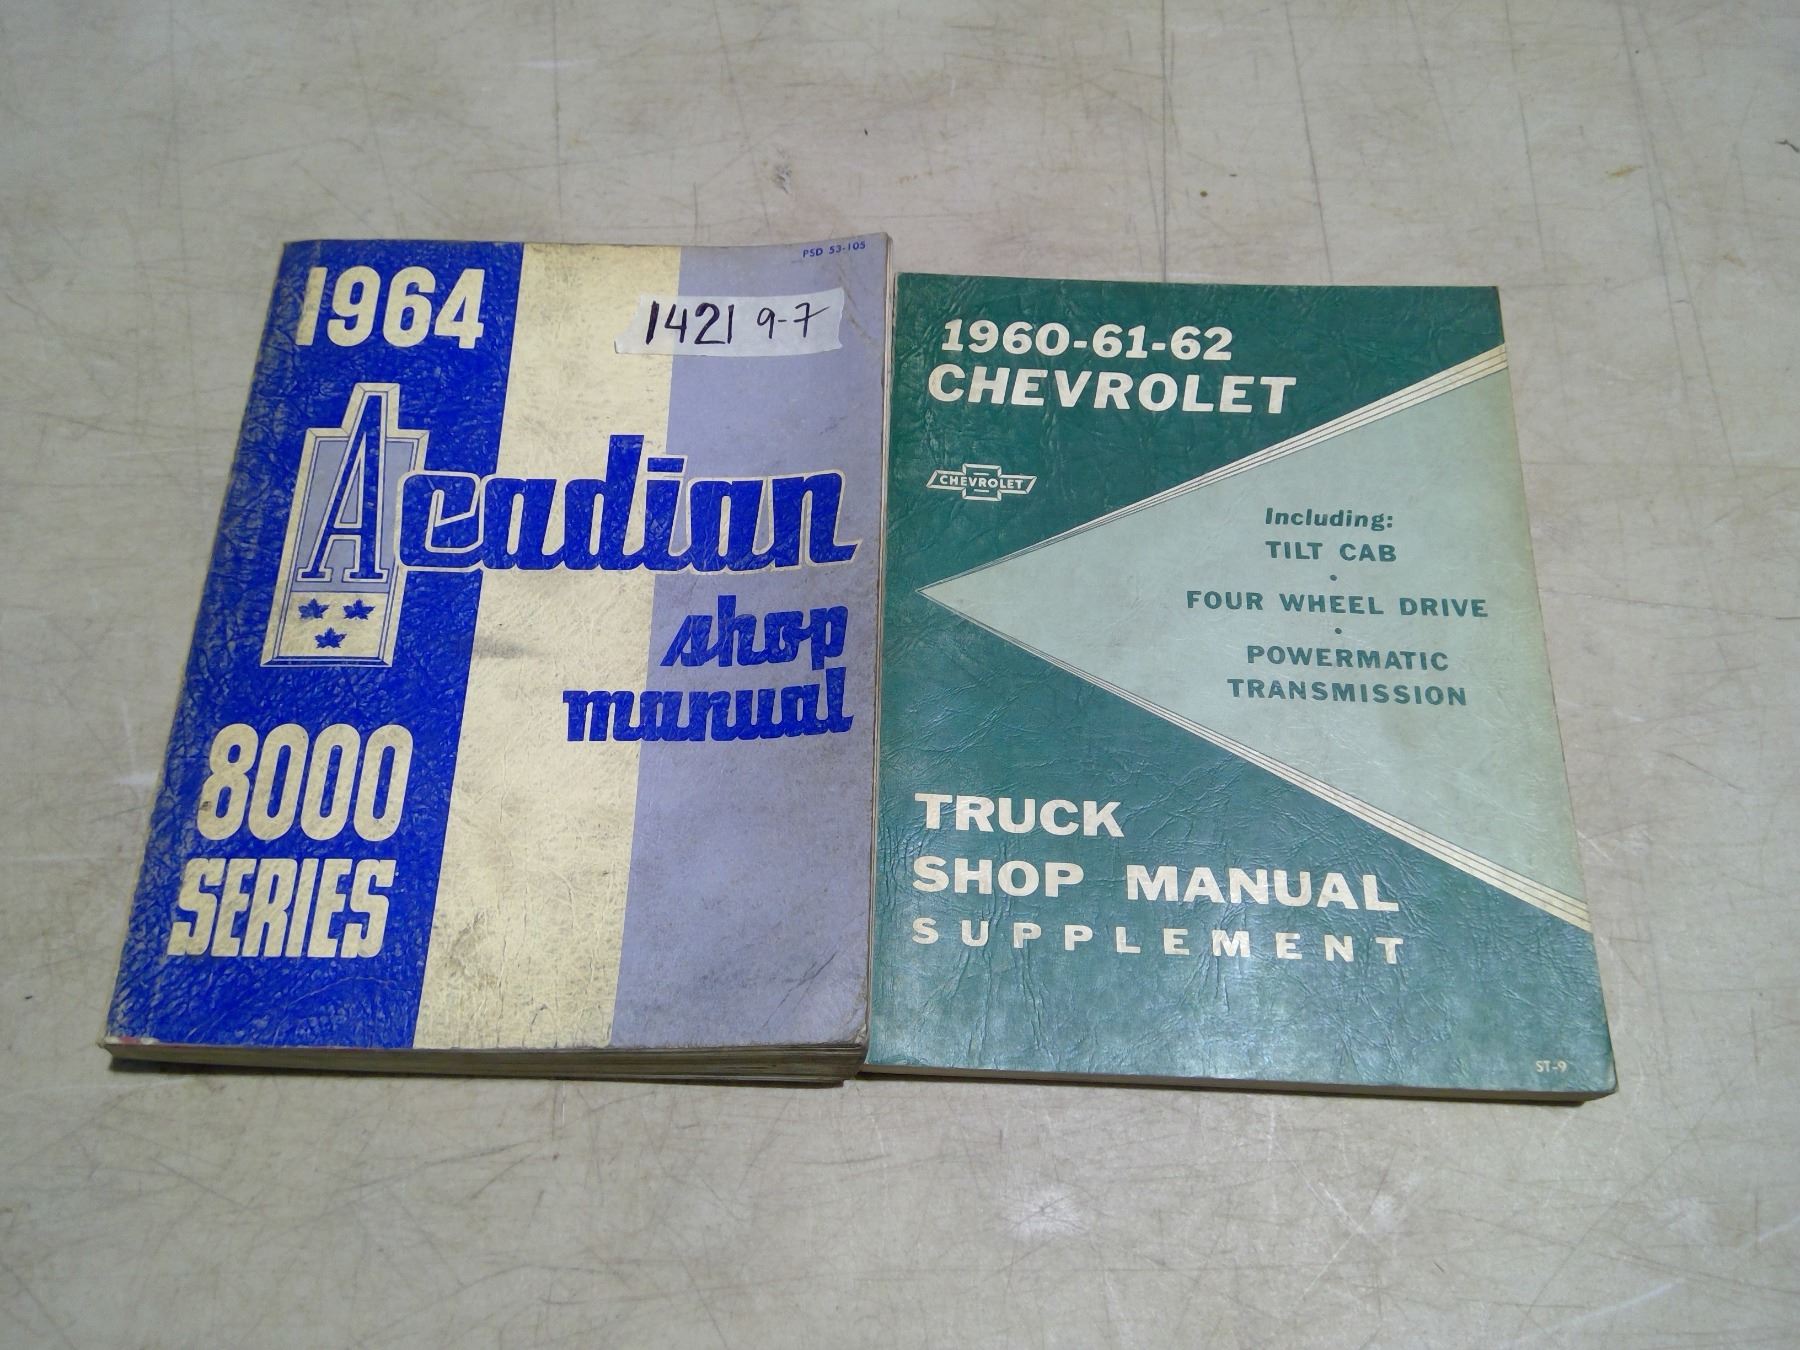 PSD 53-105
1964
1421 9-7
Acadian
shop
manual
8000
SERIES
1960-61-62
CHEVROLET
CHEVROLET
Including:
TILT CAB
•
FOUR WHEEL DRIVE
•
POWERMATIC
TRANSMISSION
TRUCK
SHOP MANUAL
SUPPLEMENT
ST-9